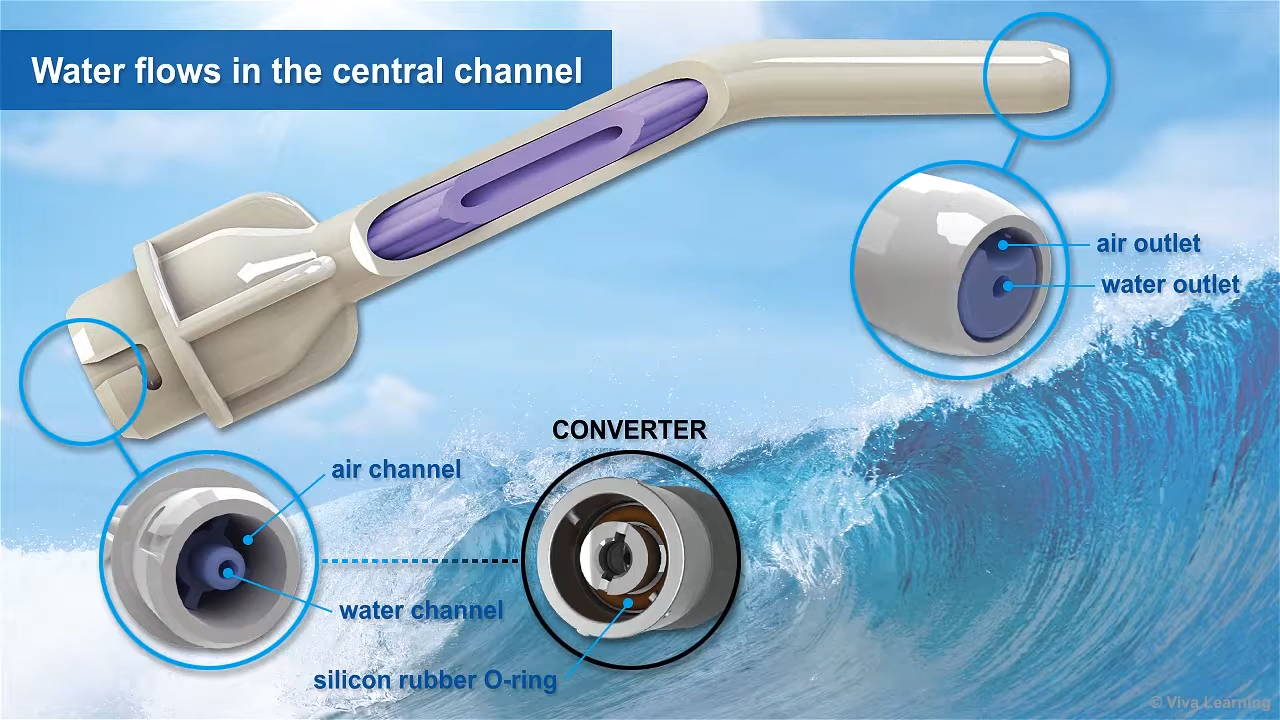 Water flows in the central channel
air outlet
water outlet
CONVERTER
air channel
water channel
silicon rubber O-ring
© Viva Learning